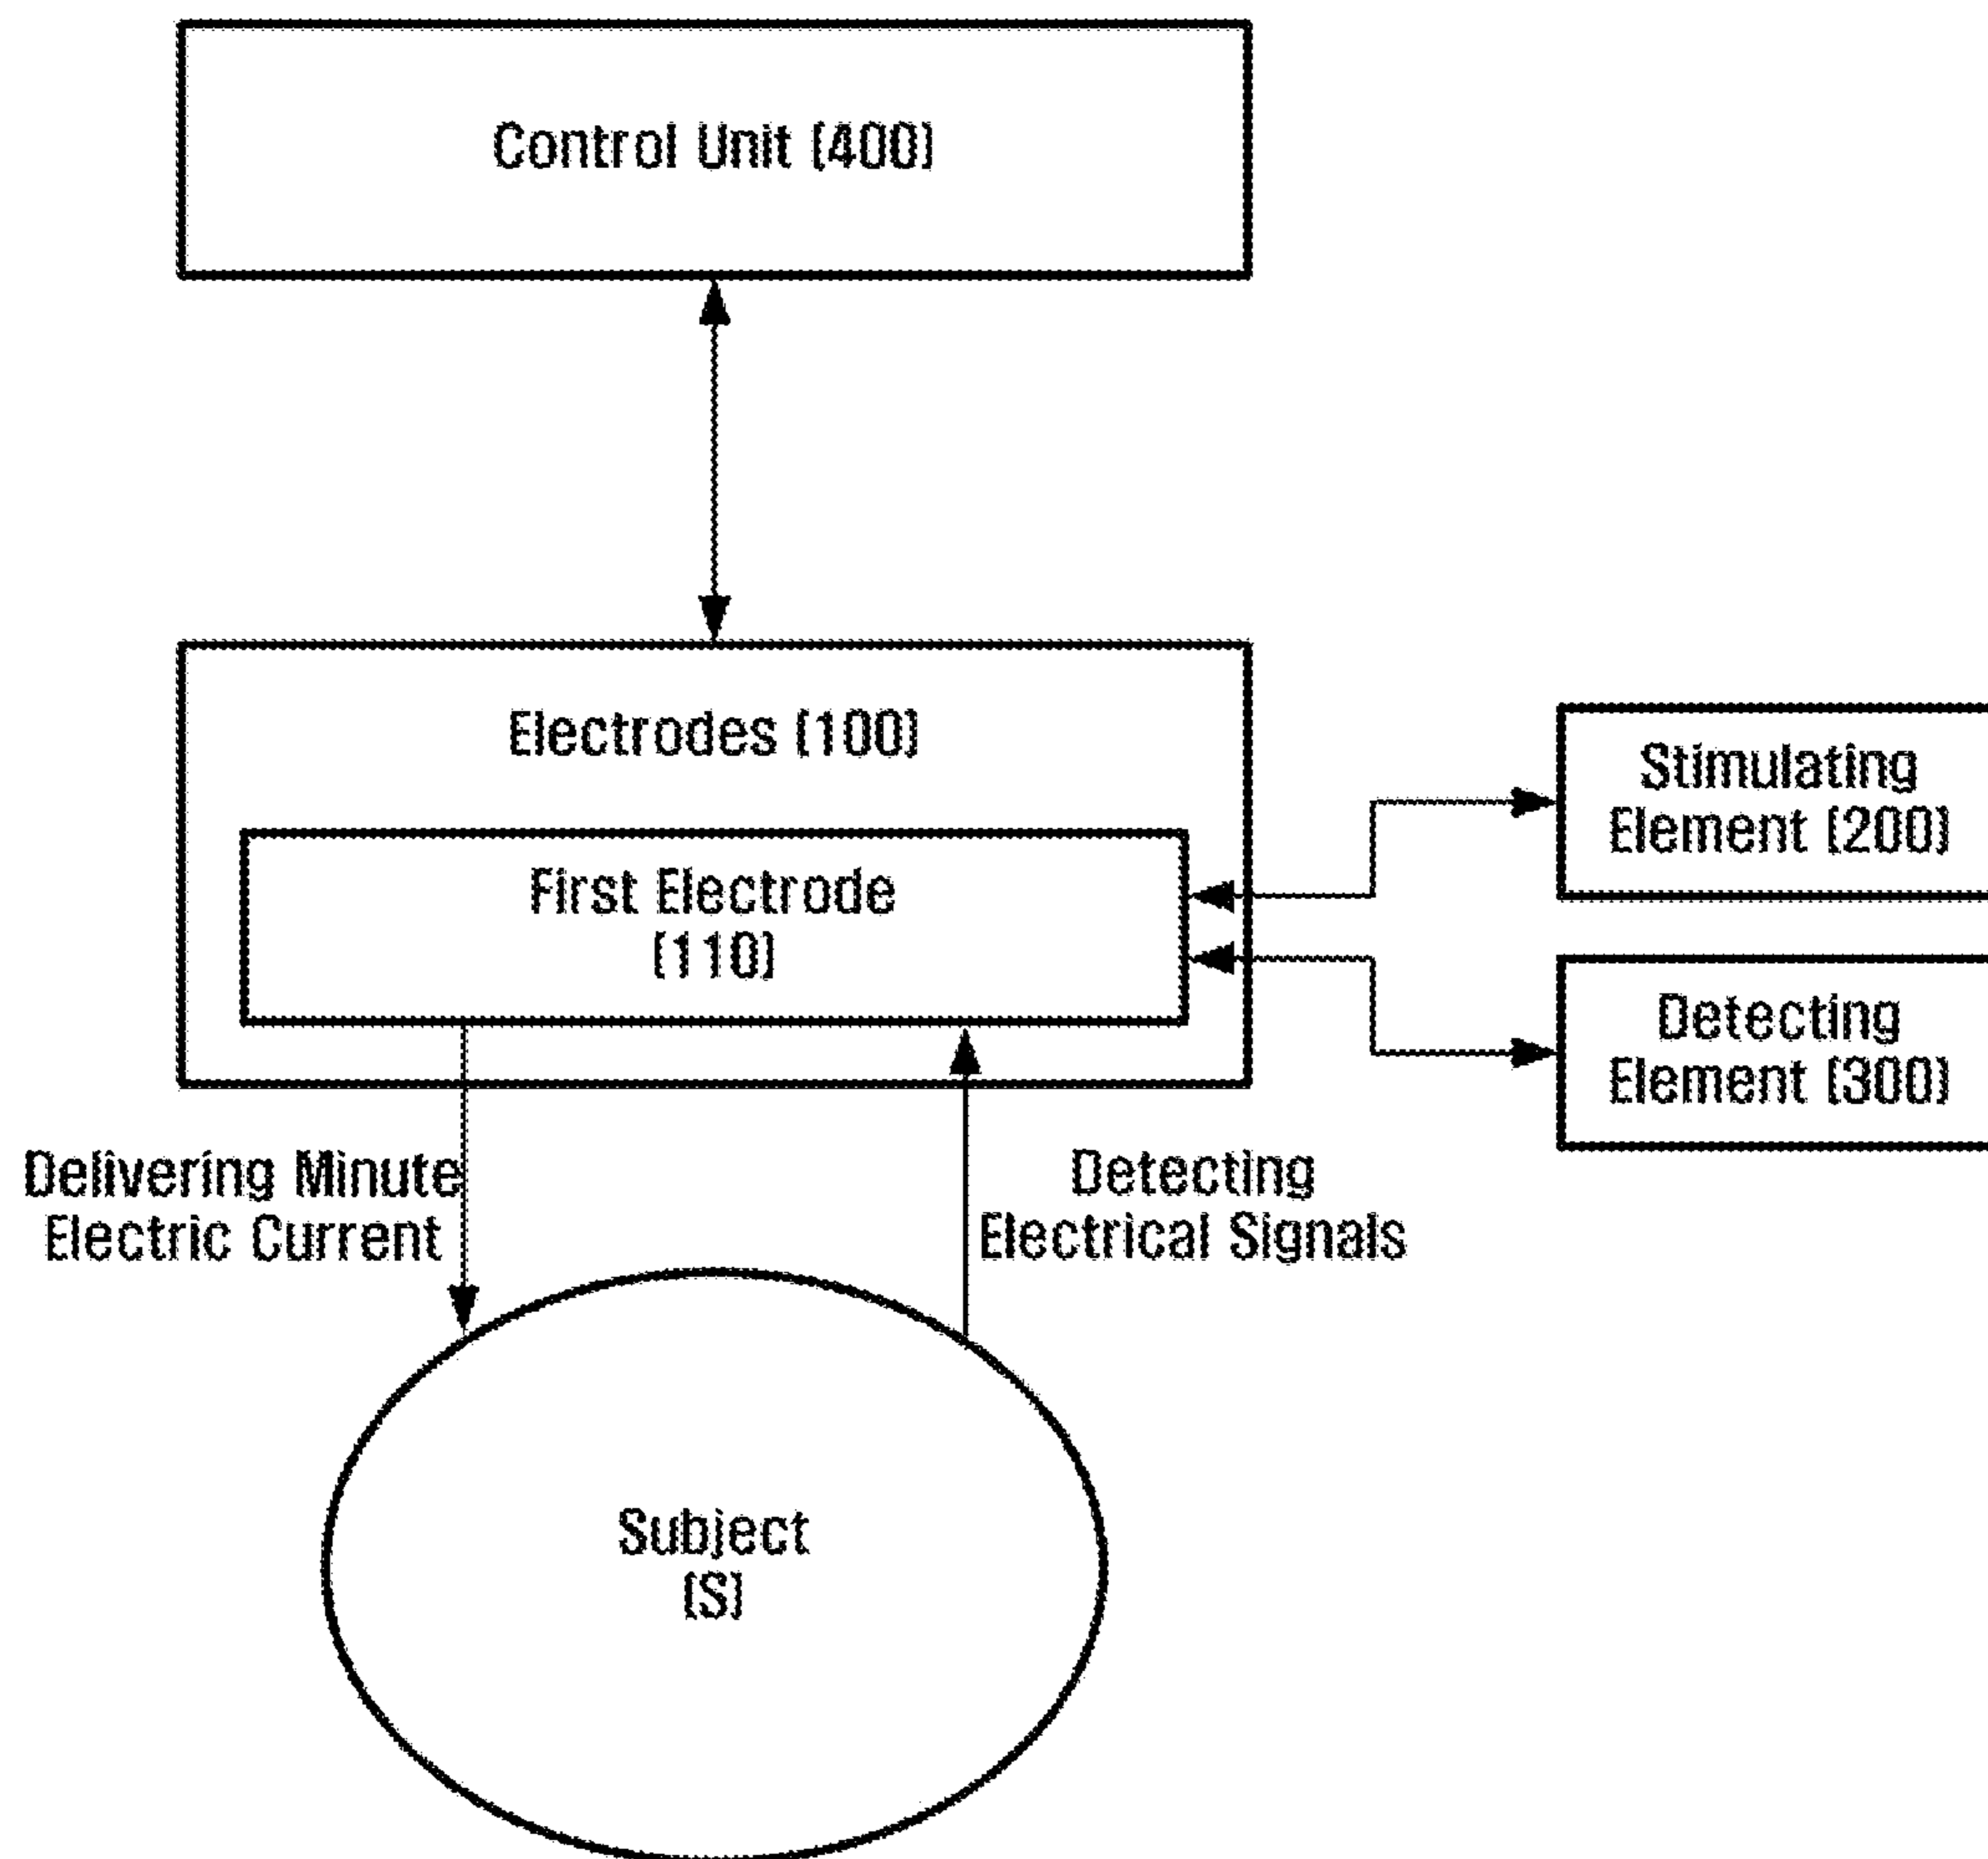 Control Unit (400)
Electrodes (100)
First Electrode
(110)
Stimulating
Element (200)
Detecting
Element (300)
Delivering Minute
Electric Current
Detecting
Electrical Signals
Subject
(S)